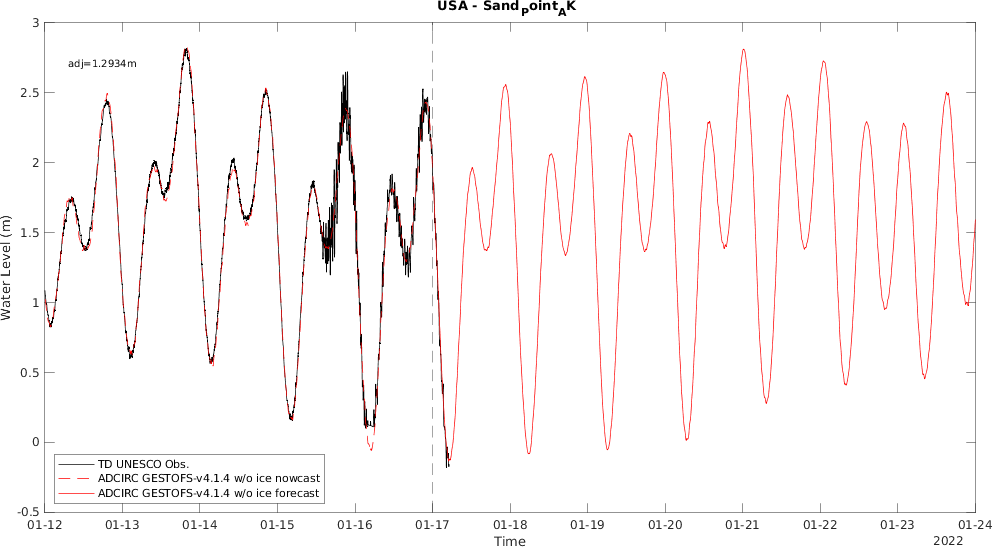 USA - SandPointAK
adj=1.2934m
3
2.5
2
1.5
1
0.5
0
-0.5
Water Level (m)
TD UNESCO Obs.
ADCIRC GESTOFS-v4.1.4 w/o ice nowcast
ADCIRC GESTOFS-v4.1.4 w/o ice forecast
01-12 01-13 01-14 01-15 01-16 01-17 01-18 01-19 01-20 01-21 01-22 01-23 01-24
Time
2022